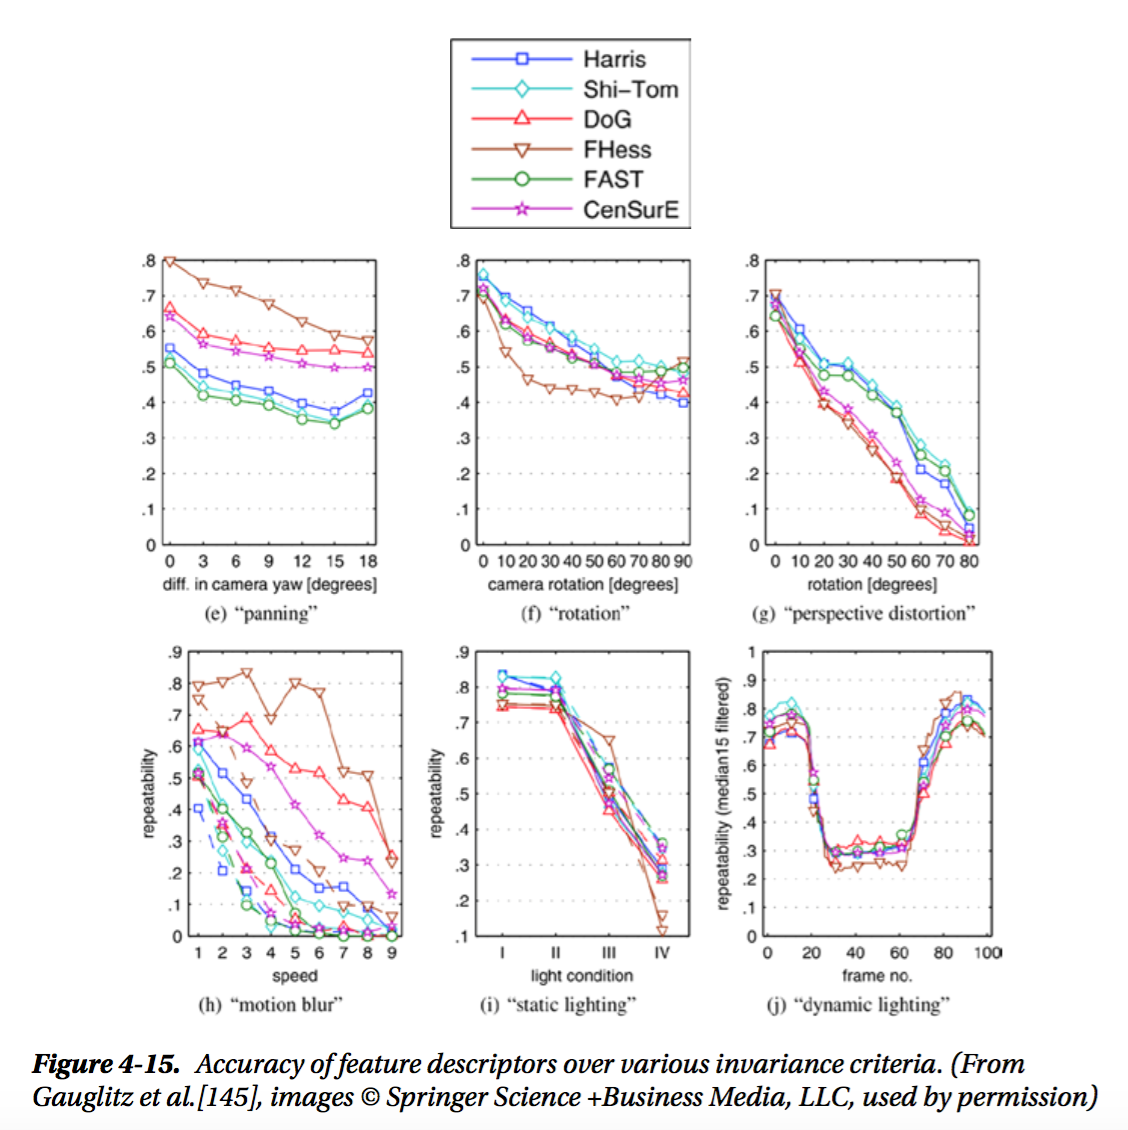 Harris
Shi-Tom
DoG
FHess
FAST
CenSurE
.8
.7
.6
.5
.4
.3
.2
.1
0
0 3 6 9 12 15 18
diff. in camera yaw [degrees]
(e) “panning”
.8
.7
.6
.5
.4
.3
.2
.1
0
0 10 20 30 40 50 60 70 80 90
camera rotation [degrees]
(f) “rotation”
.8
.7
.6
.5
.4
.3
.2
.1
0
0 10 20 30 40 50 60 70 80
rotation [degrees]
(g) “perspective distortion”
repeatability
.9
.8
.7
.6
.5
.4
.3
.2
.1
0
1 2 3 4 5 6 7 8 9
speed
(h) “motion blur”
repeatability
.9
.8
.7
.6
.5
.4
.3
.2
.1
I II III IV
light condition
(i) “static lighting”
repeatability (median15 filtered)
1
.9
.8
.7
.6
.5
.4
.3
.2
.1
0
0 20 40 60 80 100
frame no.
(j) “dynamic lighting”
Figure 4-15. Accuracy of feature descriptors over various invariance criteria. (From
Gauglitz et al.[145], images © Springer Science +Business Media, LLC, used by permission)